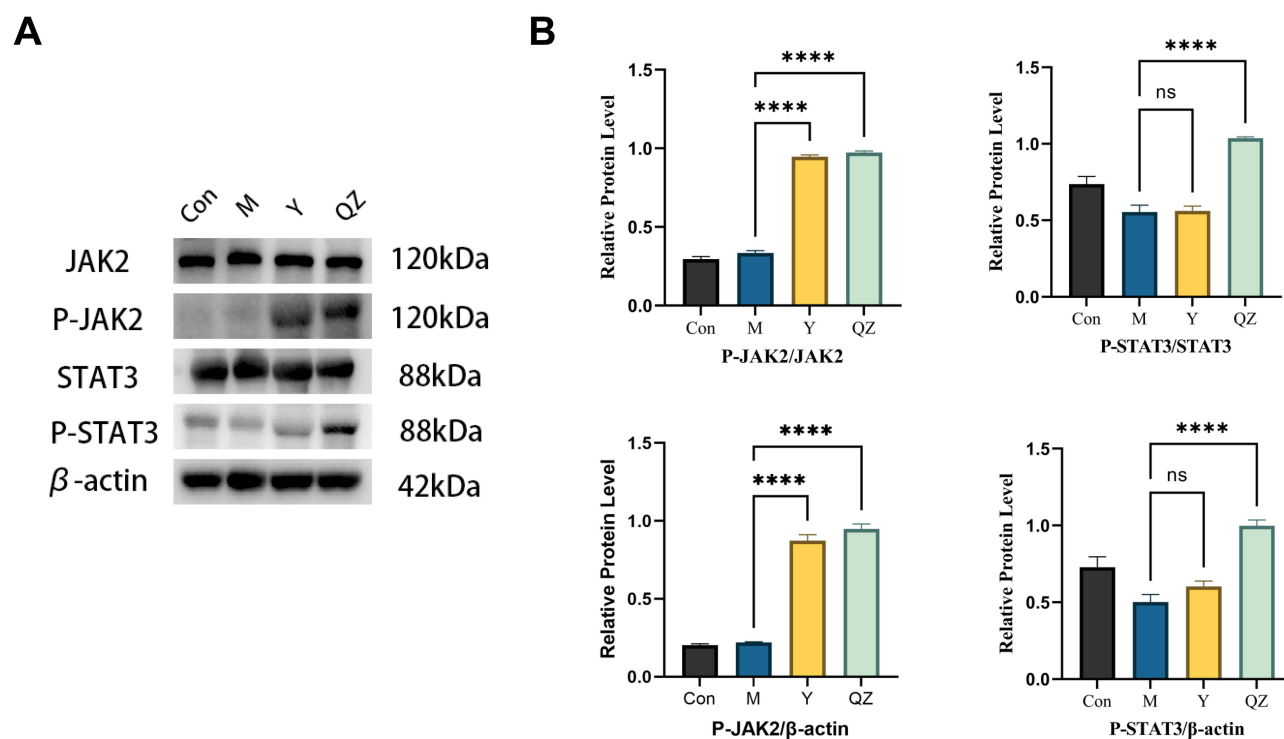 A
Con M Y QZ
JAK2 120kDa
P-JAK2 120kDa
STAT3 88kDa
P-STAT3 88kDa
β-actin 42kDa
B
Relative Protein Level
1.5
1.0
0.5
0.0
****
****
Con M Y QZ
P-JAK2/JAK2
Relative Protein Level
1.5
1.0
0.5
0.0
****
ns
Con M Y QZ
P-STAT3/STAT3
Relative Protein Level
1.5
1.0
0.5
0.0
****
****
Con M Y QZ
P-JAK2/β-actin
Relative Protein Level
1.5
1.0
0.5
0.0
****
ns
Con M Y QZ
P-STAT3/β-actin